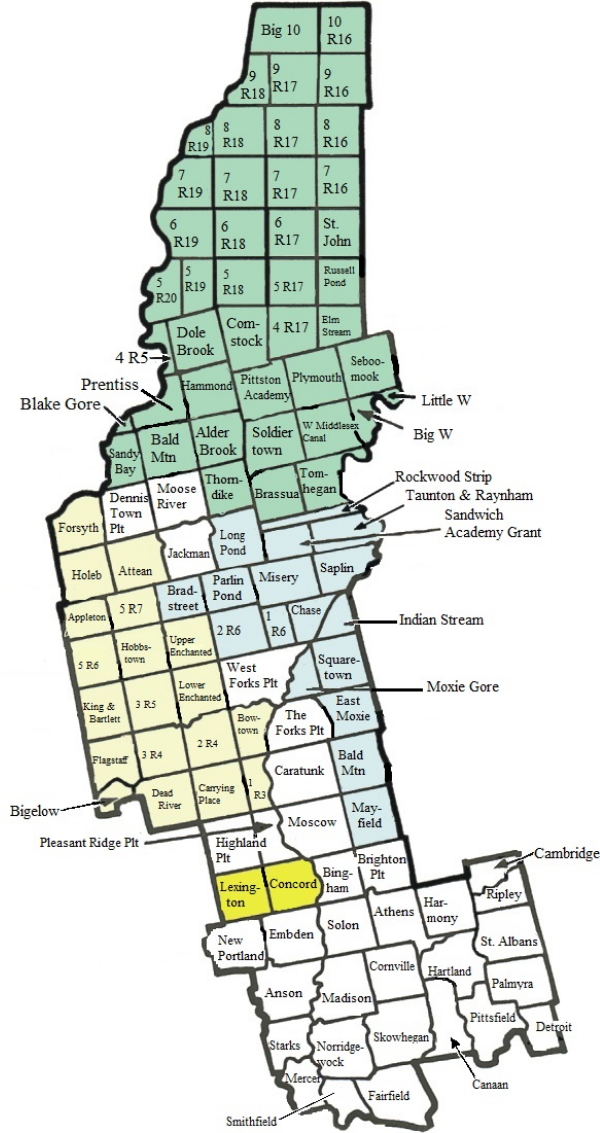 Big 10
10
R16
9
R18
9
R17
9
R16
8
R19
8
R18
8
R17
8
R16
7
R19
7
R18
7
R17
7
R16
6
R19
6
R18
6
R17
St.
John
5
R20
5
R19
5
R18
5 R17
Russell
Pond
4 R5
Dole
Brook
Com-
stock
4 R17
Elm
Stream
Prentiss
Hammond
Pittston
Academy
Plymouth
Seboo-
mook
Little W
Blake Gore
Big W
Sandy
Bay
Bald
Mtn
Alder
Brook
Soldier
town
W Middlesex
Canal
Dennis
Town
Plt
Moose
River
Thorn-
dike
Brassua
Tom-
hegan
Rockwood Strip
Taunton & Raynham
Sandwich
Academy Grant
Forsyth
Long
Pond
Jackman
Holeb
Attean
Brad-
street
Parlin
Pond
Misery
Saplin
Appleton
5 R7
Upper
Enchanted
2 R6
1
R6
Chase
Indian Stream
5 R6
Hobbs-
town
West
Forks Plt
Square-
town
Moxie Gore
King &
Bartlett
3 R5
Lower
Enchanted
Bow-
town
The
Forks Plt
East
Moxie
Flagstaff
3 R4
2 R4
Caratunk
Bald
Mtn
Bigelow
Dead
River
Carrying
Place
1
R3
May-
field
Pleasant Ridge Plt
Moscow
Highland
Plt
Bing-
ham
Brighton
Plt
Cambridge
Lexing-
ton
Concord
Ripley
Har-
mony
Athens
Solon
Embden
New
Portland
St. Albans
Cornville
Hartland
Palmyra
Anson
Madison
Pittsfield
Detroit
Starks
Norridge-
wock
Skowhegan
Canaan
Mercer
Smithfield
Fairfield